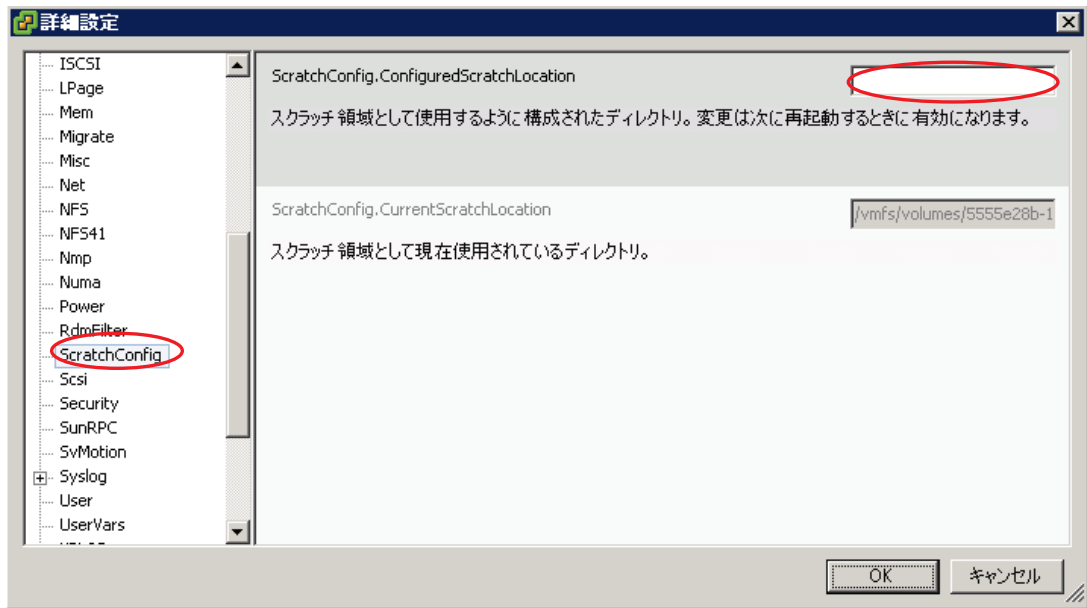 詳細設定
ISCSI
LPage
Mem
Migrate
Misc
Net
NFS
NFS41
Nmp
Numa
Power
RdmFilter
ScratchConfig
Scsi
Security
SunRPC
SvMotion
Syslog
User
UserVars
ScratchConfig.ConfiguredScratchLocation
スクラッチ領域として使用するように構成されたディレクトリ。変更は次に再起動するときに有効になります。
ScratchConfig.CurrentScratchLocation
/vmfs/volumes/5555e28b-1
スクラッチ領域として現在使用されているディレクトリ。
OK
キャンセル